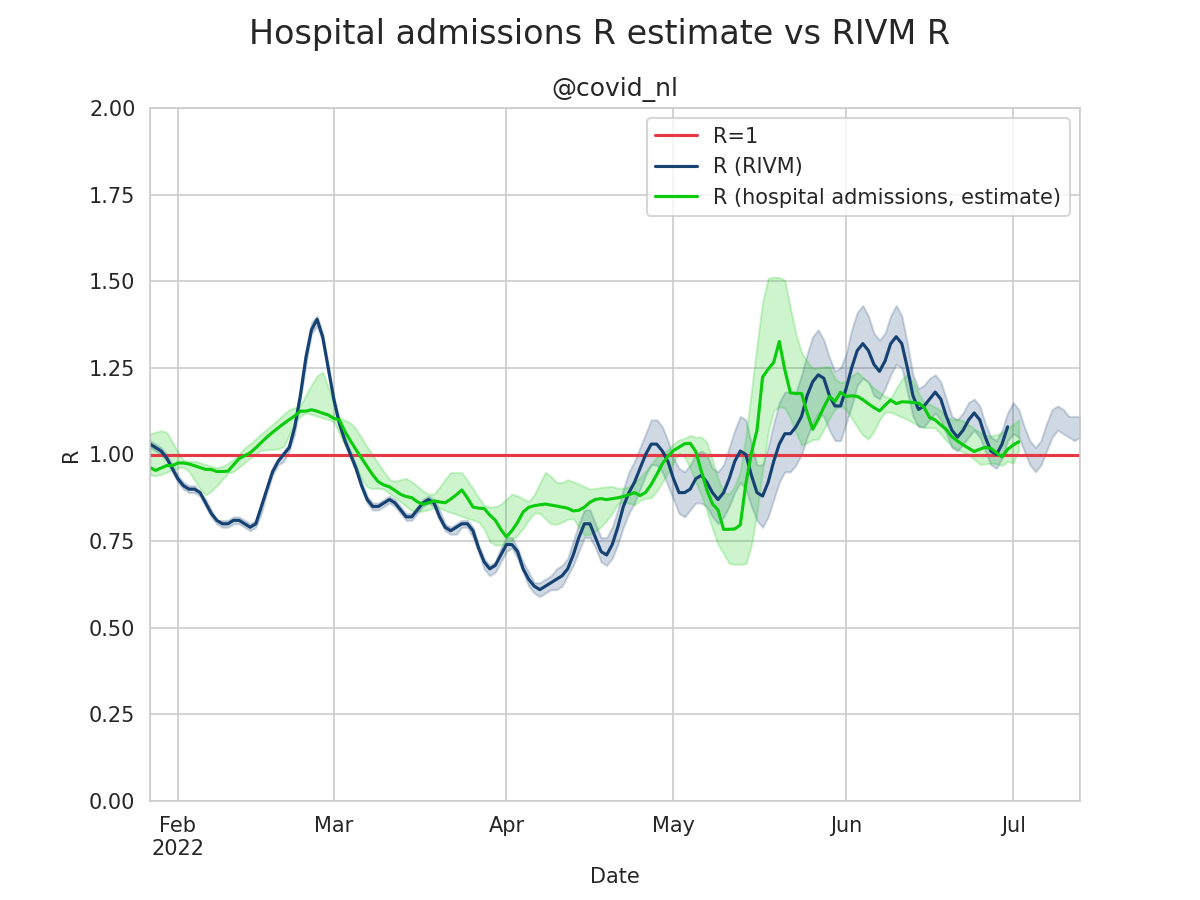 Hospital admissions R estimate vs RIVM R
@covid_nl
2.00
1.75
1.50
1.25
1.00
0.75
0.50
0.25
0.00
R
R=1
R (RIVM)
R (hospital admissions, estimate)
Feb Mar Apr May Jun Jul
2022
Date